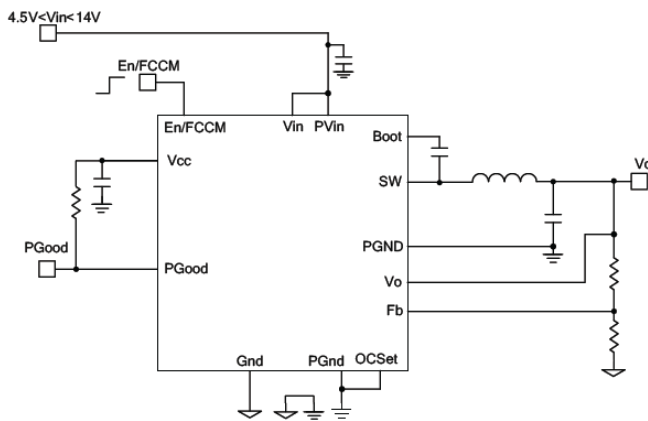 4.5V<Vin<14V
En/FCCM
En/FCCM
Vin
PVin
Boot
Vcc
SW
PGood
PGood
PGND
Vo
Fb
Gnd
PGnd
OCSet